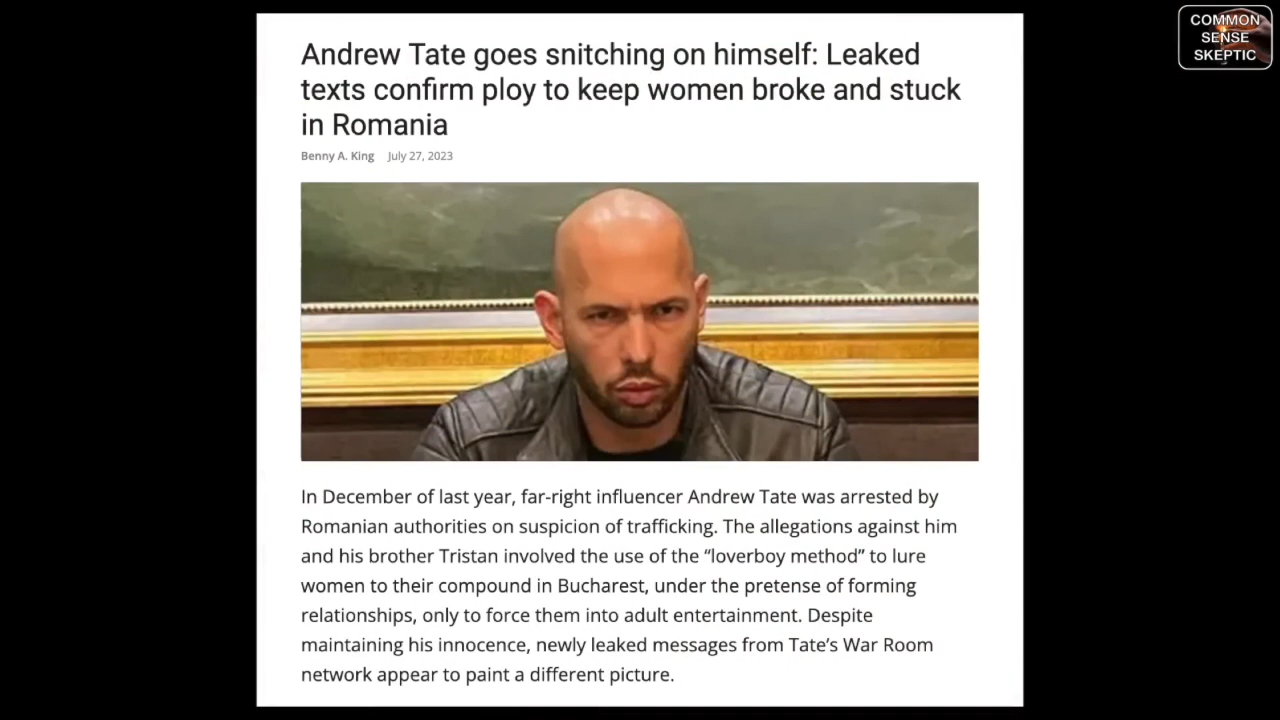 Andrew Tate goes snitching on himself: Leaked
texts confirm ploy to keep women broke and stuck
in Romania
Benny A. King July 27, 2023
In December of last year, far-right influencer Andrew Tate was arrested by
Romanian authorities on suspicion of trafficking. The allegations against him
and his brother Tristan involved the use of the “loverboy method” to lure
women to their compound in Bucharest, under the pretense of forming
relationships, only to force them into adult entertainment. Despite
maintaining his innocence, newly leaked messages from Tate’s War Room
network appear to paint a different picture.
COMMON
SENSE
SKEPTIC